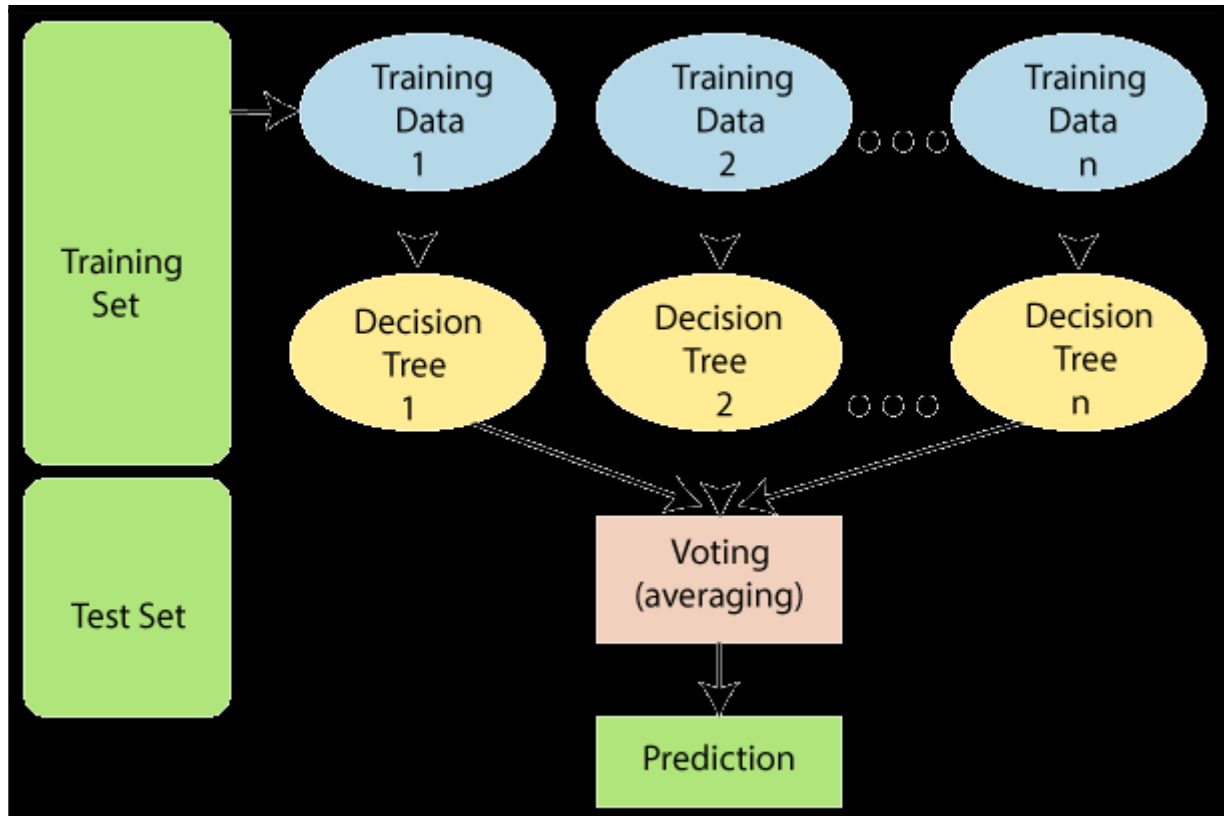 Training
Data
1
Training
Data
2
Training
Data
n
Training
Set
Decision
Tree
1
Decision
Tree
2
Decision
Tree
n
Test Set
Voting
(averaging)
Prediction